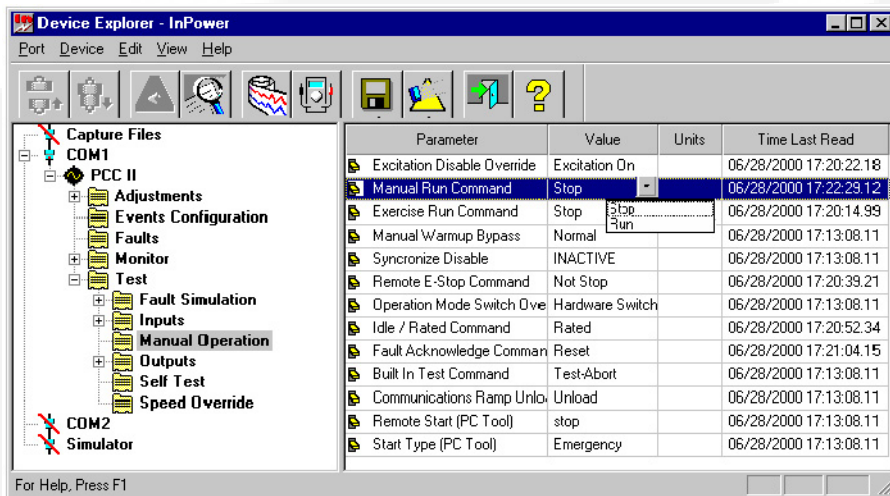 Device Explorer - InPower
Port Device Edit View Help
Capture Files
COM1
PCC II
Adjustments
Events Configuration
Faults
Monitor
Test
Fault Simulation
Inputs
Manual Operation
Outputs
Self Test
Speed Override
COM2
Simulator
Parameter Value Units Time Last Read
Excitation Disable Override Excitation On 06/28/2000 17:20:22.18
Manual Run Command Stop 06/28/2000 17:22:29.12
Exercise Run Command Stop 06/28/2000 17:20:14.99
Stop
Run
Manual Warmup Bypass Normal 06/28/2000 17:13:08.11
Syncronize Disable INACTIVE 06/28/2000 17:13:08.11
Remote E-Stop Command Not Stop 06/28/2000 17:20:39.21
Operation Mode Switch Ove Hardware Switch 06/28/2000 17:13:08.11
Idle / Rated Command Rated 06/28/2000 17:20:52.34
Fault Acknowledge Comman Reset 06/28/2000 17:21:04.15
Built In Test Command Test-Abort 06/28/2000 17:13:08.11
Communications Ramp Unlo Unload 06/28/2000 17:13:08.11
Remote Start (PC Tool) stop 06/28/2000 17:13:08.11
Start Type (PC Tool) Emergency 06/28/2000 17:13:08.11
For Help, Press F1